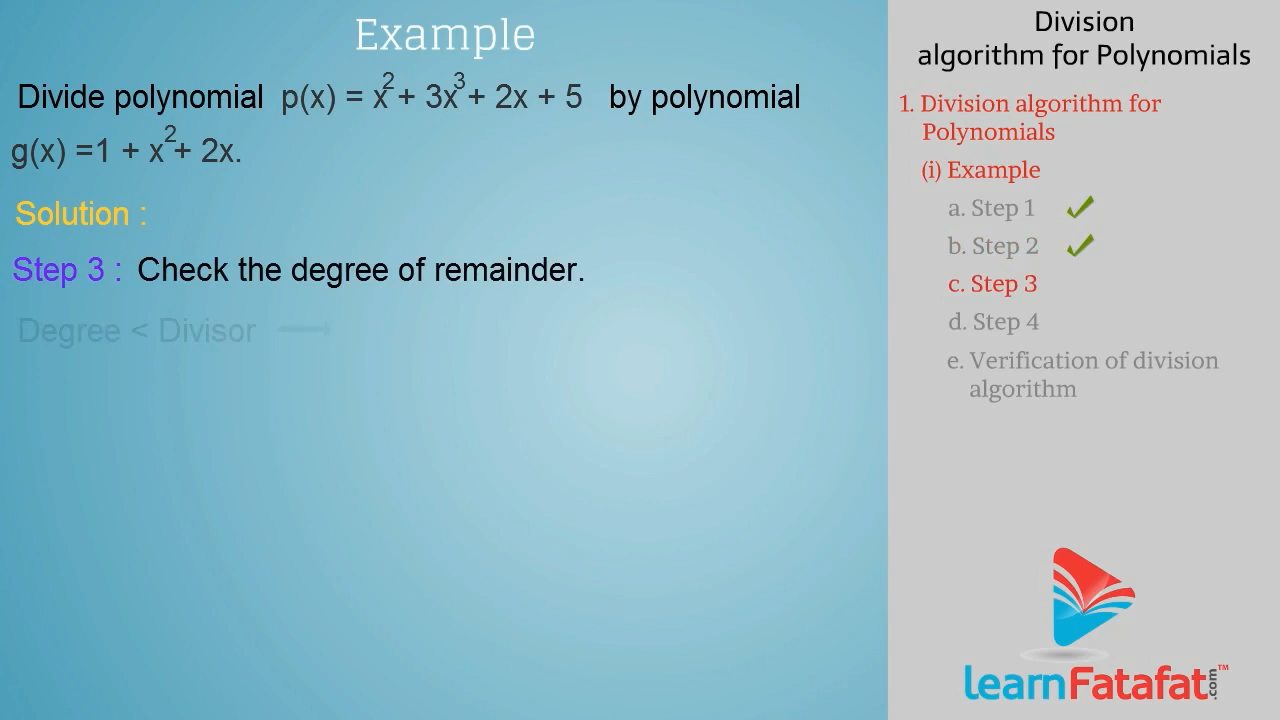 Example
Divide polynomial p(x) = x² + 3x³ + 2x + 5 by polynomial
g(x) =1 + x² + 2x.
Solution :
Step 3 : Check the degree of remainder.
Degree < Divisor →
Division
algorithm for Polynomials
1. Division algorithm for
Polynomials
(i) Example
a. Step 1 ✓
b. Step 2 ✓
c. Step 3
d. Step 4
e. Verification of division
algorithm
learnFatafat.com™